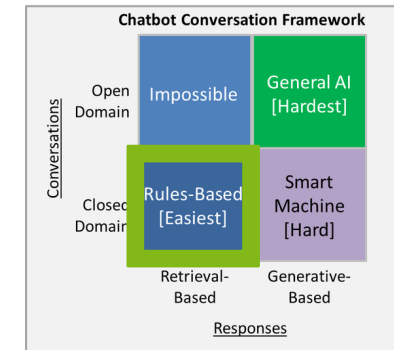 Chatbot Conversation Framework
Conversations
Open
Domain
Impossible
General AI
[Hardest]
Closed
Domain
Rules-Based
[Easiest]
Smart
Machine
[Hard]
Retrieval-
Based
Generative-
Based
Responses